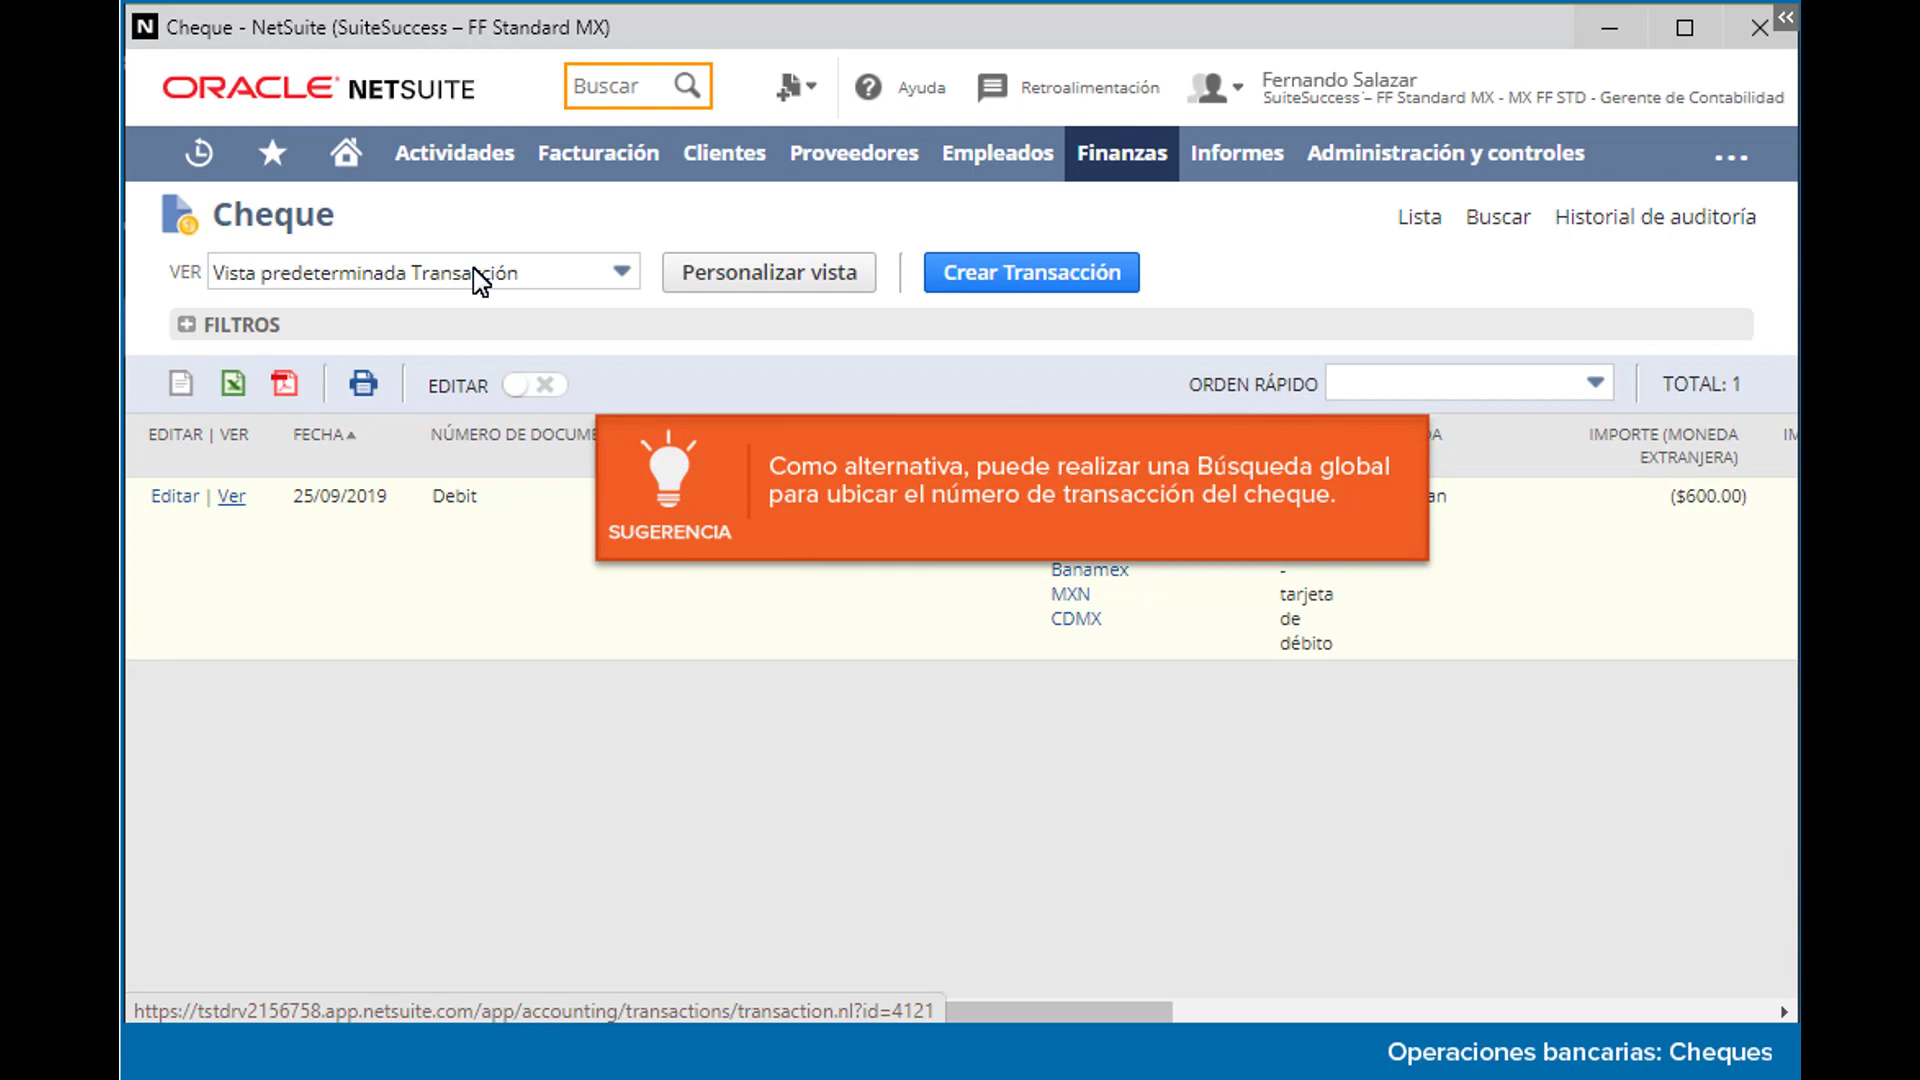 Cheque - NetSuite (SuiteSuccess – FF Standard MX)
ORACLE NETSUITE
Buscar
Ayuda
Retroalimentación
Fernando Salazar
SuiteSuccess – FF Standard MX - MX FF STD - Gerente de Contabilidad
Actividades Facturación Clientes Proveedores Empleados Finanzas Informes Administración y controles ...
Cheque
Lista Buscar Historial de auditoría
VER Vista predeterminada Transacción
Personalizar vista
Crear Transacción
FILTROS
EDITAR
ORDEN RÁPIDO
TOTAL: 1
EDITAR | VER
FECHA
NÚMERO DE DOCUME
DA
IMPORTE (MONEDA
EXTRANJERA)
IM
Editar | Ver
25/09/2019
Debit
an
($600.00)
Como alternativa, puede realizar una Búsqueda global
para ubicar el número de transacción del cheque.
SUGERENCIA
Banamex -
MXN tarjeta
CDMX de
débito
https://tstdrv2156758.app.netsuite.com/app/accounting/transactions/transaction.nl?id=4121
Operaciones bancarias: Cheques